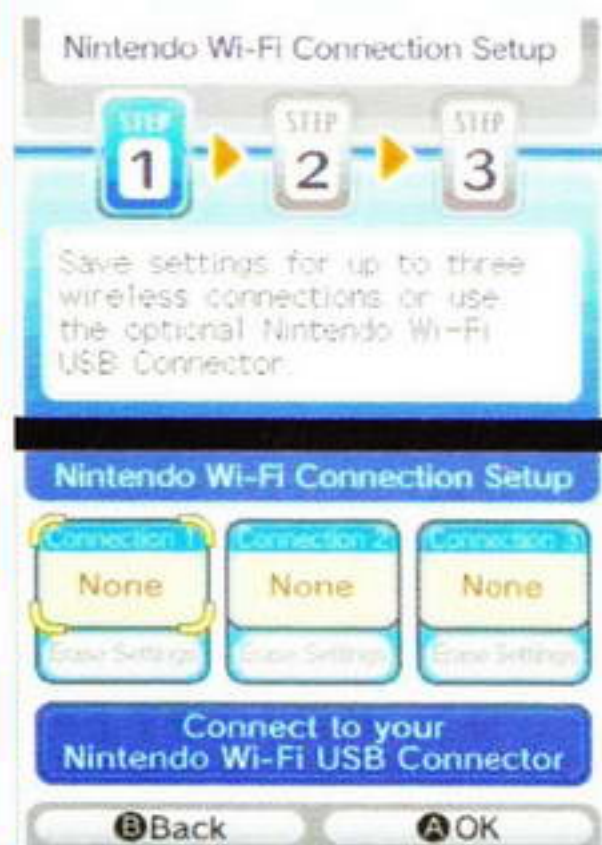 Nintendo Wi-Fi Connection Setup
STEP STEP STEP
1 2 3
Save settings for up to three
wireless connections or use
the optional Nintendo Wi-Fi
USB Connector.
Nintendo Wi-Fi Connection Setup
Connection 1 Connection 2 Connection 3
None None None
Erase Settings Erase Settings Erase Settings
Connect to your
Nintendo Wi-Fi USB Connector
B Back A OK